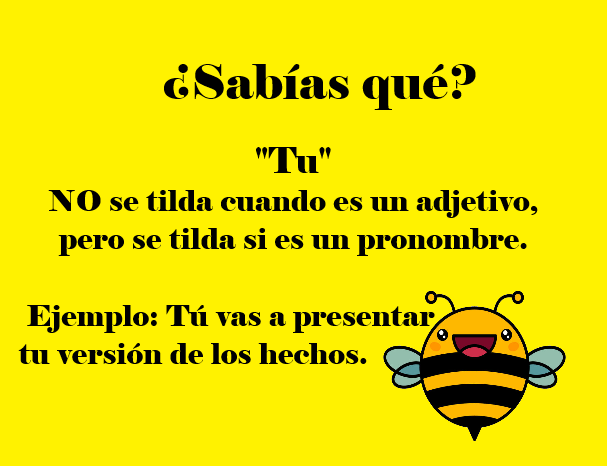 ¿Sabías qué?
"Tu"
NO se tilda cuando es un adjetivo,
pero se tilda si es un pronombre.
Ejemplo: Tú vas a presentar
tu versión de los hechos.